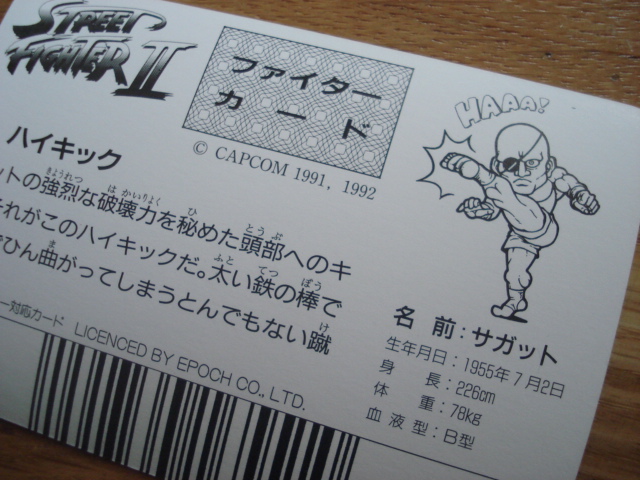 STREET FIGHTER II
ファイターカード
© CAPCOM 1991, 1992
HAAA!
ハイキック
ットの強烈な破壊力を秘めた頭部へのキ
それがこのハイキックだ。太い鉄の棒で
ひん曲がってしまうとんでもない蹴
ー対応カード LICENCED BY EPOCH CO., LTD.
名前:サガット
生年月日:1955年7月2日
身長:226cm
体重:78kg
血液型:B型